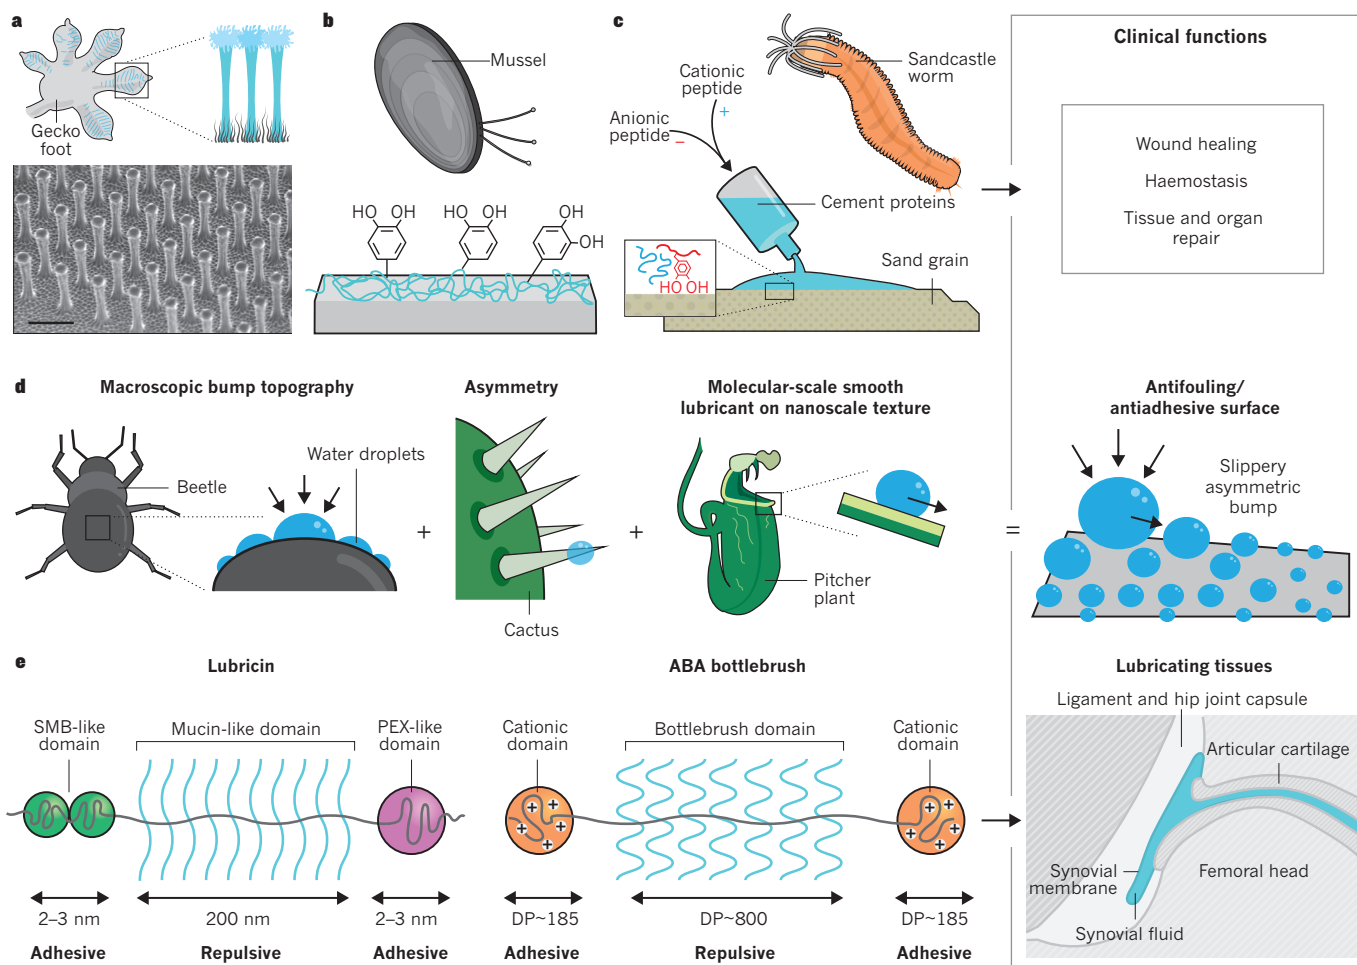 a
Gecko
foot
b
Mussel
HO OH
HO OH
OH
OH
c
Cationic
peptide
+
Anionic
peptide
−
Sandcastle
worm
Cement proteins
Sand grain
HO OH
Clinical functions
Wound healing
Haemostasis
Tissue and organ
repair
d
Macroscopic bump topography
Beetle
Water droplets
+
Asymmetry
Cactus
+
Molecular-scale smooth
lubricant on nanoscale texture
Pitcher
plant
=
Antifouling/
antiadhesive surface
Slippery
asymmetric
bump
e
Lubricin
SMB-like
domain
Mucin-like domain
PEX-like
domain
2–3 nm
200 nm
2–3 nm
Adhesive
Repulsive
Adhesive
ABA bottlebrush
Cationic
domain
Bottlebrush domain
Cationic
domain
+ + + +
+ + + +
DP~185
DP~800
DP~185
Adhesive
Repulsive
Adhesive
Lubricating tissues
Ligament and hip joint capsule
Articular cartilage
Synovial
membrane
Femoral head
Synovial fluid